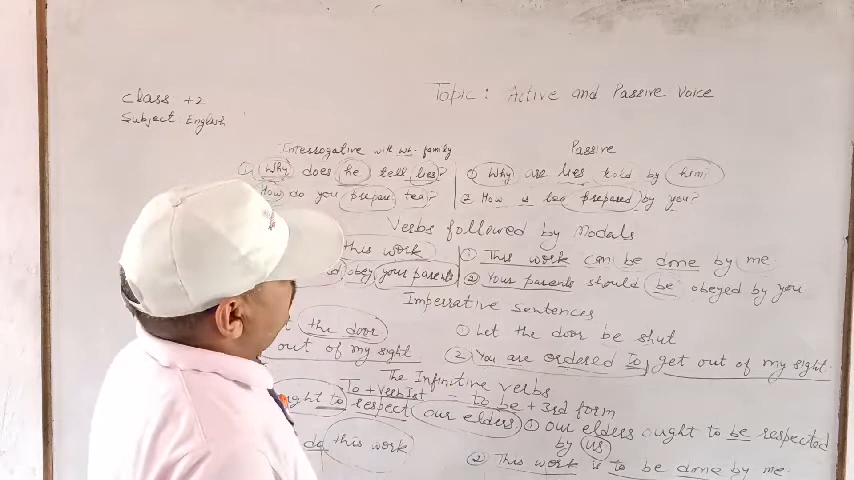 Class +2
Topic: Active and Passive Voice
Subject English
Interrogative with wh- family
Passive
① Why does he tell lies?
① Why are lies told by him?
How do you prepare tea?
2 How is tea prepared by you?
Verbs followed by Modals
this work
① This work can be done by me.
obey your parents
② Your parents should be obeyed by you
Imperative Sentences
the door
① Let the door be shut
out of my sight
② You are ordered to get out of my sight.
The Infinitive verbs
To + Verb Ist = to be + 3rd form
ought to respect our elders
① Our elders ought to be respected
by us
do this work
② This work is to be done by me.